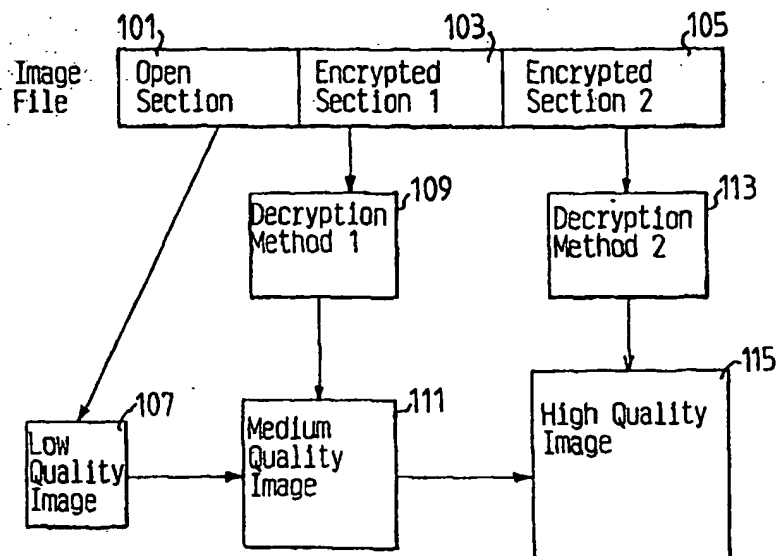 101
103
105
Image
File
Open
Section
Encrypted
Section 1
Encrypted
Section 2
109
Decryption
Method 1
113
Decryption
Method 2
107
Low
Quality
Image
111
Medium
Quality
Image
115
High Quality
Image